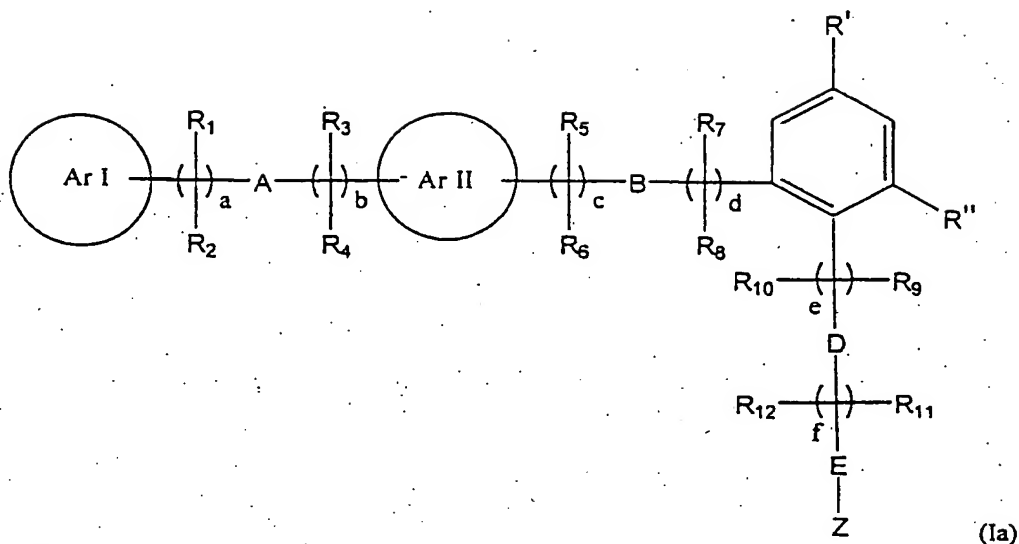 R'
R1 R3 R5 R7
Ar I ( )a A ( )b Ar II ( )c B ( )d
R2 R4 R6 R8
R"
R10 ( )e R9
D
R12 ( )f R11
E
Z
(Ia)